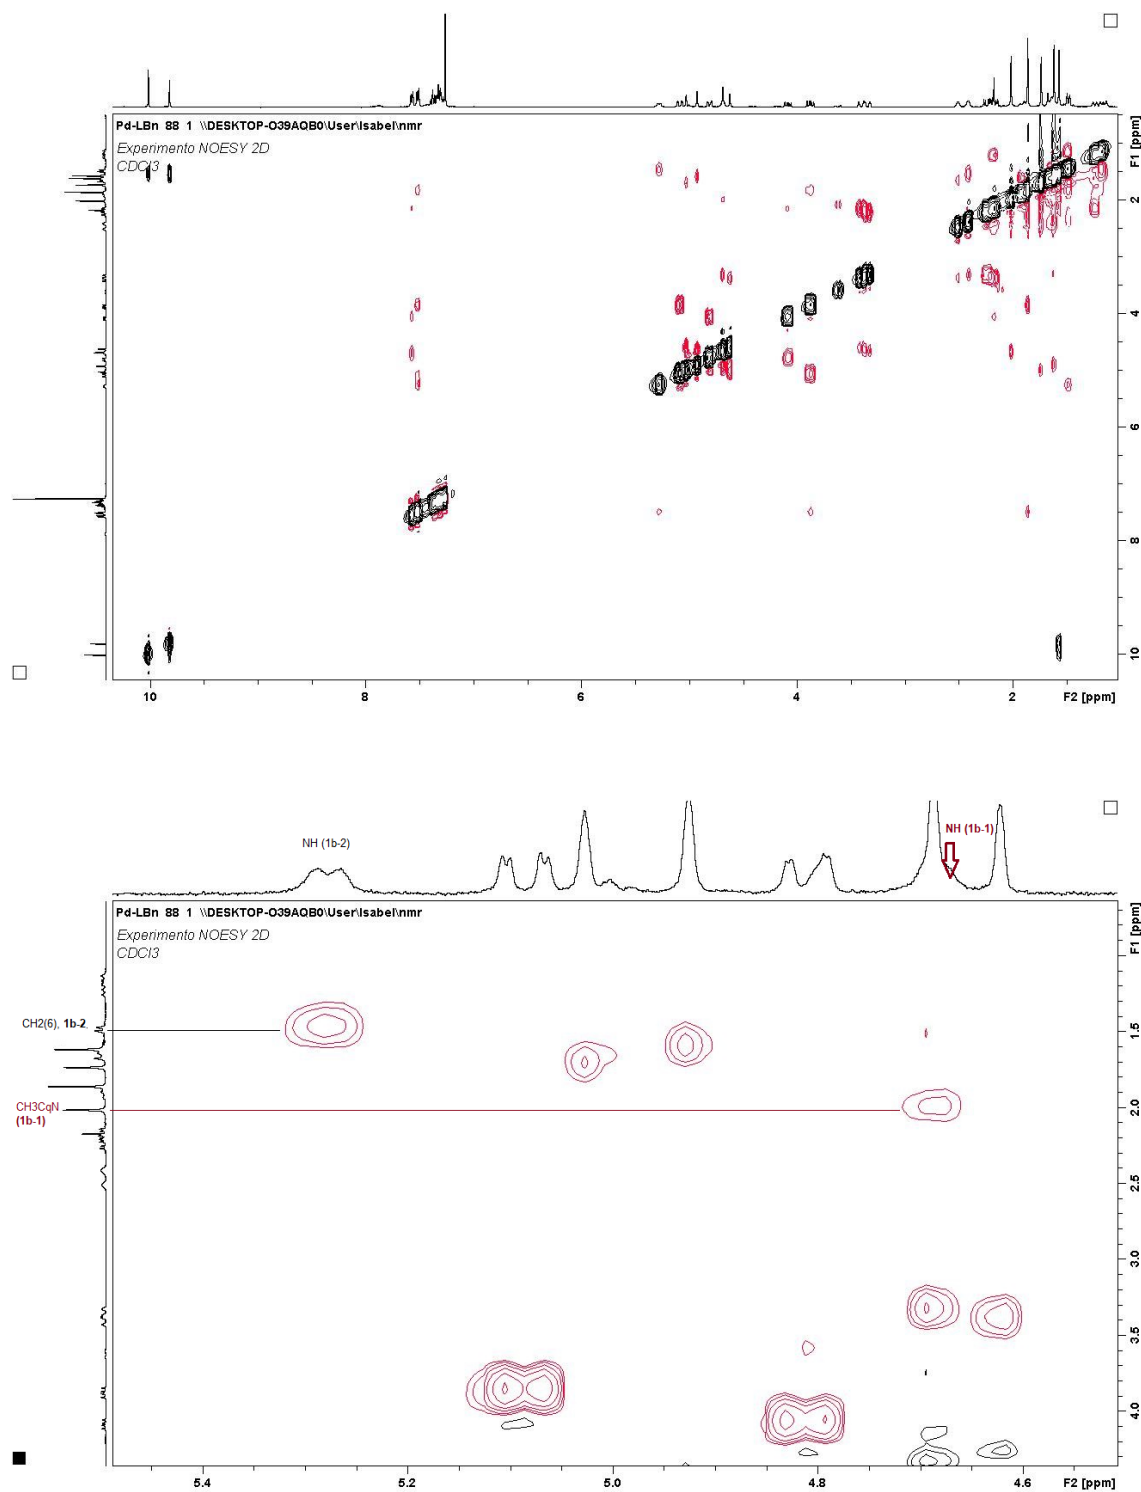 Pd-LBn 88 1 \\DESKTOP-O39AQB0\User\Isabel\nmr
Experimento NOESY 2D
CDCl3
F1 [ppm]
2
4
6
8
10
10
8
6
4
2
F2 [ppm]
NH (1b-2)
NH (1b-1)
Pd-LBn 88 1 \\DESKTOP-O39AQB0\User\Isabel\nmr
Experimento NOESY 2D
CDCl3
F1 [ppm]
CH2(6), 1b-2
CH3CqN
(1b-1)
1.5
2.0
2.5
3.0
3.5
4.0
5.4
5.2
5.0
4.8
4.6
F2 [ppm]